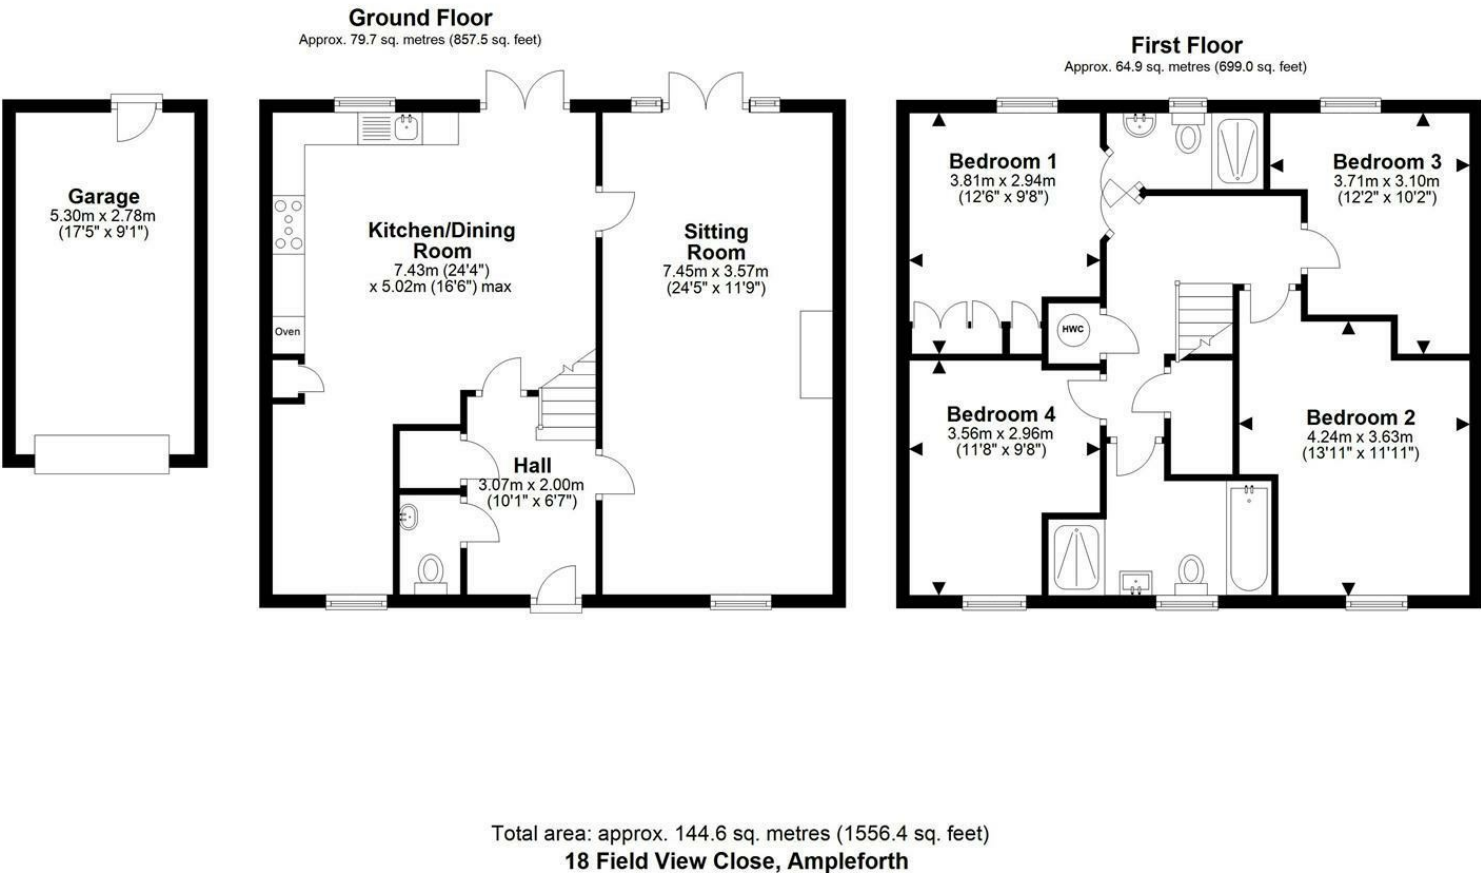 Ground Floor
Approx. 79.7 sq. metres (857.5 sq. feet)
First Floor
Approx. 64.9 sq. metres (699.0 sq. feet)
Garage
5.30m x 2.78m
(17'5" x 9'1")
Kitchen/Dining
Room
7.43m (24'4")
x 5.02m (16'6") max
Oven
Sitting
Room
7.45m x 3.57m
(24'5" x 11'9")
Hall
3.07m x 2.00m
(10'1" x 6'7")
Bedroom 1
3.81m x 2.94m
(12'6" x 9'8")
Bedroom 3
3.71m x 3.10m
(12'2" x 10'2")
HWC
Bedroom 4
3.56m x 2.96m
(11'8" x 9'8")
Bedroom 2
4.24m x 3.63m
(13'11" x 11'11")
Total area: approx. 144.6 sq. metres (1556.4 sq. feet)
18 Field View Close, Ampleforth